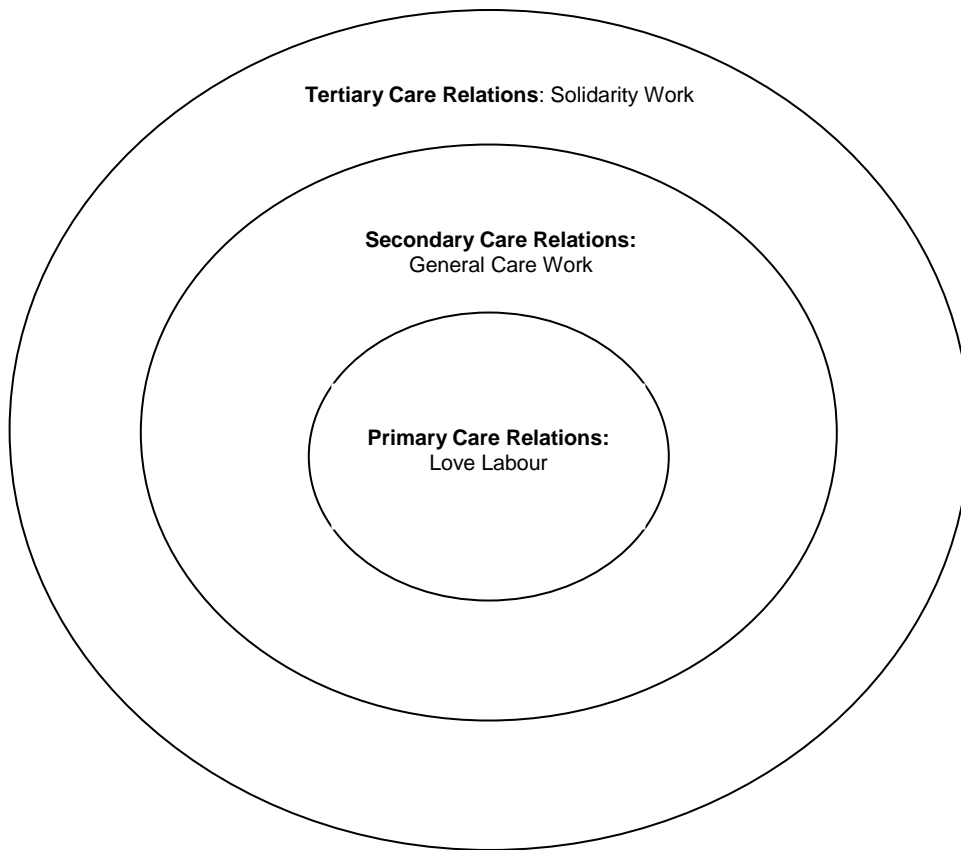 Tertiary Care Relations: Solidarity Work
Secondary Care Relations:
General Care Work
Primary Care Relations:
Love Labour